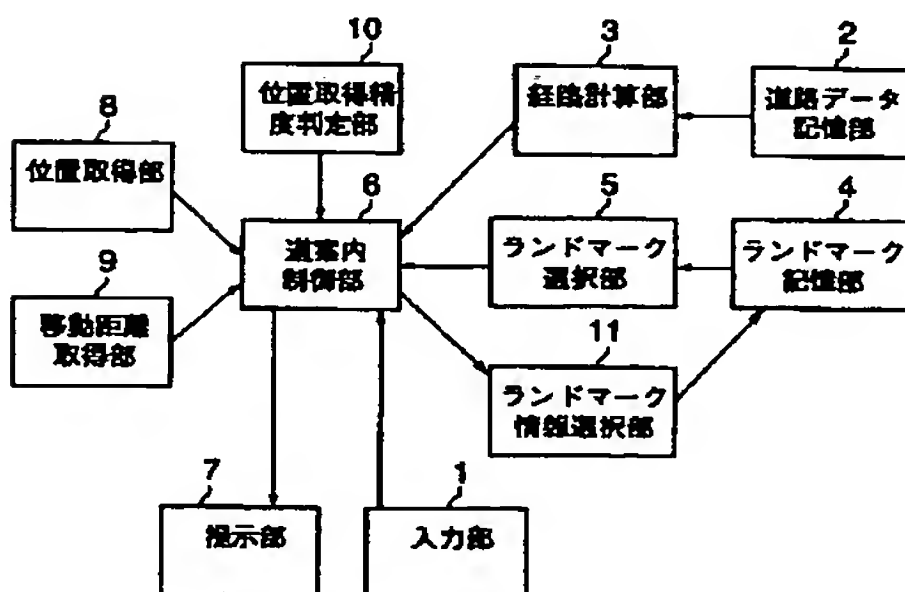 10
位置取得精
度判定部
3
経路計算部
2
道路データ
記憶部
8
位置取得部
6
道案内
制御部
5
ランドマーク
選択部
4
ランドマーク
記憶部
9
移動距離
取得部
11
ランドマーク
情報選択部
7
提示部
1
入力部